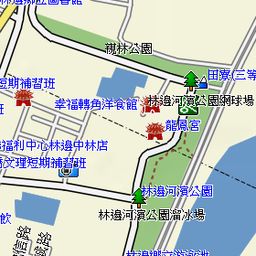 親林公園
田寮(三等
短期補習班
幸福轉角洋食館
林邊河濱公園網球場
龍恩宮
福利中心林邊中林店
文理短期補習班
林邊河濱公園
林邊河濱公園溜冰場
飲